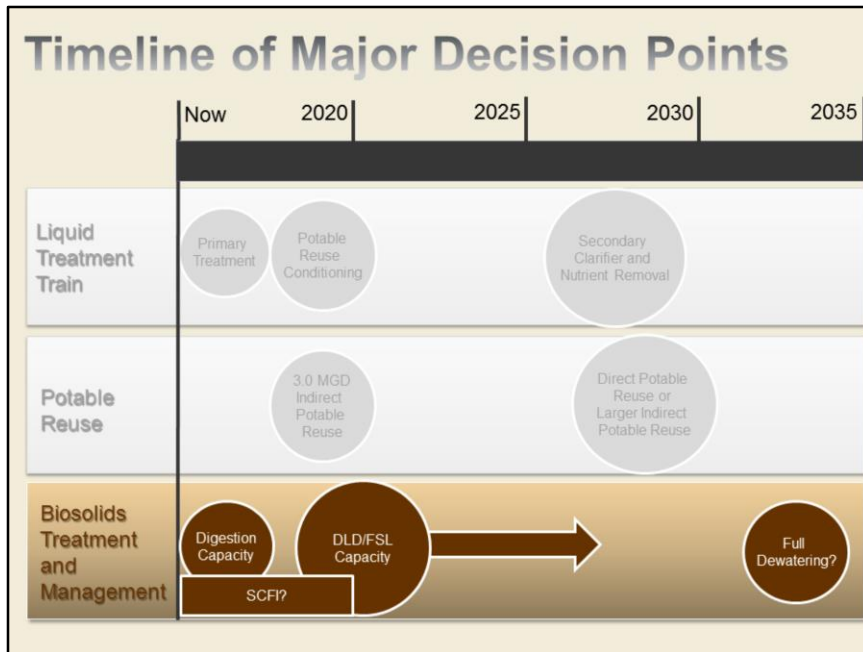 Timeline of Major Decision Points
Now 2020 2025 2030 2035
Liquid
Treatment
Train
Primary
Treatment
Potable
Reuse
Conditioning
Secondary
Clarifier and
Nutrient Removal
Potable
Reuse
3.0 MGD
Indirect
Potable
Reuse
Direct Potable
Reuse or
Larger Indirect
Potable Reuse
Biosolids
Treatment
and
Management
Digestion
Capacity
SCFI?
DLD/FSL
Capacity
Full
Dewatering?